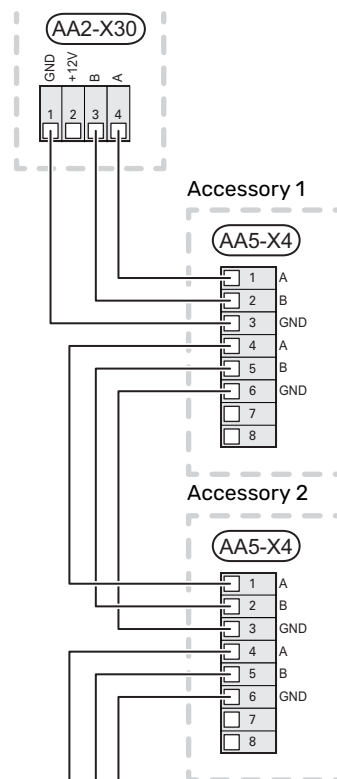 AA2-X30
GND +12V B A
1 2 3 4
Accessory 1
AA5-X4
1 A
2 B
3 GND
4 A
5 B
6 GND
7
8
Accessory 2
AA5-X4
1 A
2 B
3 GND
4 A
5 B
6 GND
7
8